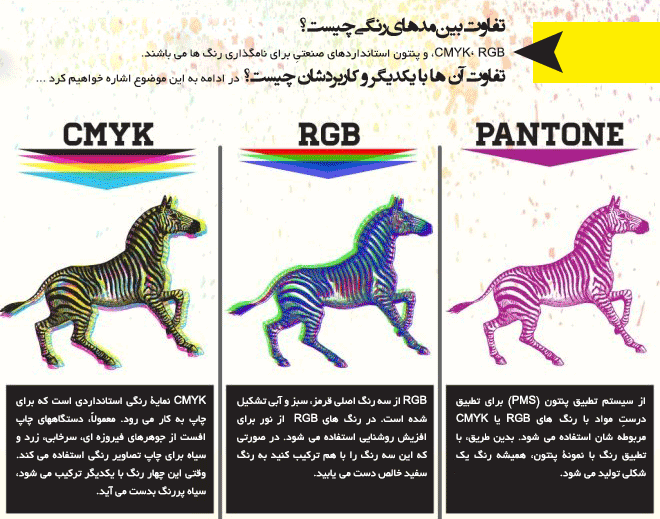 تفاوت بین مدهای رنگی چیست؟
CMYK، RGB، و پنتون استانداردهای صنعتی برای نامگذاری رنگ ها می باشند.
تفاوت آن ها با یکدیگر و کاربردشان چیست؟ در ادامه به این موضوع اشاره خواهیم کرد ...
CMYK
RGB
PANTONE
CMYK نمایهٔ رنگی استانداردی است که برای
چاپ به کار می رود. معمولاً، دستگاههای چاپ
افست از جوهرهای فیروزه ای، سرخابی، زرد و
سیاه برای چاپ تصاویر رنگی استفاده می کند.
وقتی این چهار رنگ با یکدیگر ترکیب می شود،
سیاه پررنگ بدست می آید.
RGB از سه رنگ اصلی قرمز، سبز و آبی تشکیل
شده است. در رنگ های RGB از نور برای
افزیش روشنایی استفاده می شود. در صورتی
که این سه رنگ را با هم ترکیب کنید به رنگ
سفید خالص دست می یابید.
از سیستم تطبیق پنتون (PMS) برای تطبیق
درستِ مواد با رنگ های RGB یا CMYK
مربوطه شان استفاده می شود. بدین طریق، با
تطبیق رنگ با نمونهٔ پنتون، همیشه رنگ یک
شکلی تولید می شود.